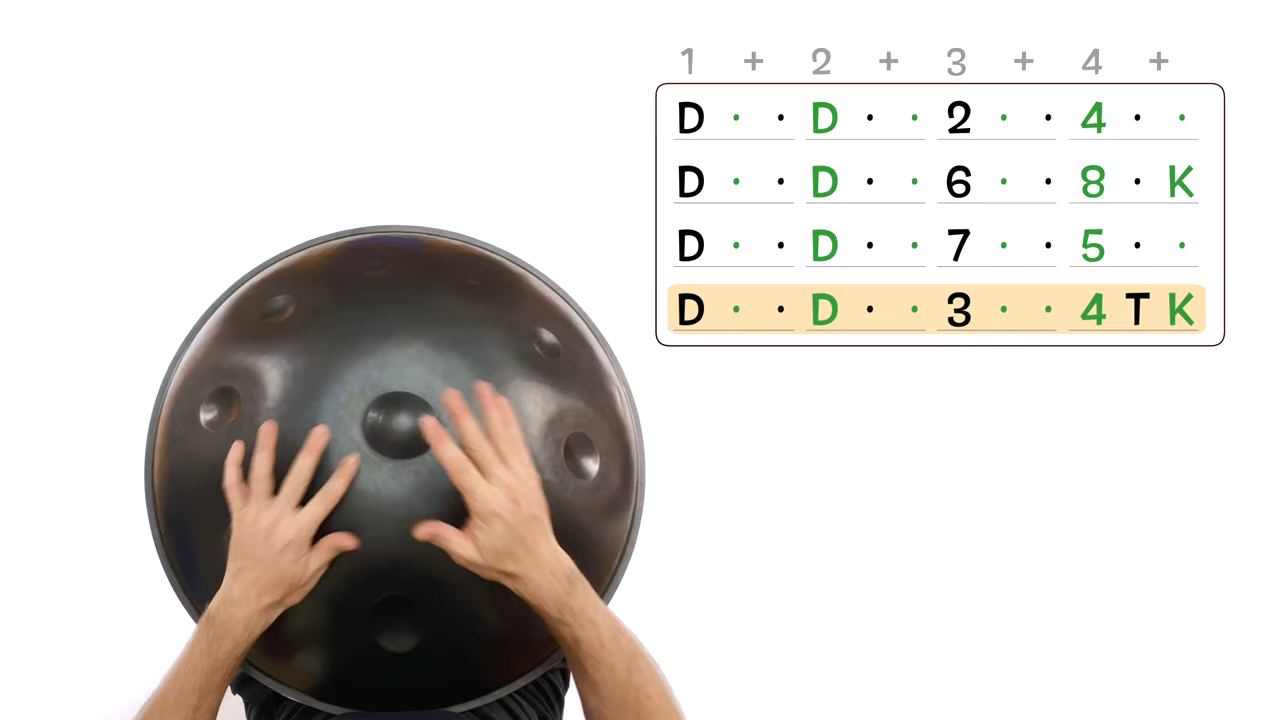 1 + 2 + 3 + 4 +
D · · D · · 2 · · 4 · ·
D · · D · · 6 · · 8 · K
D · · D · · 7 · · 5 · ·
D · · D · · 3 · · 4 T K